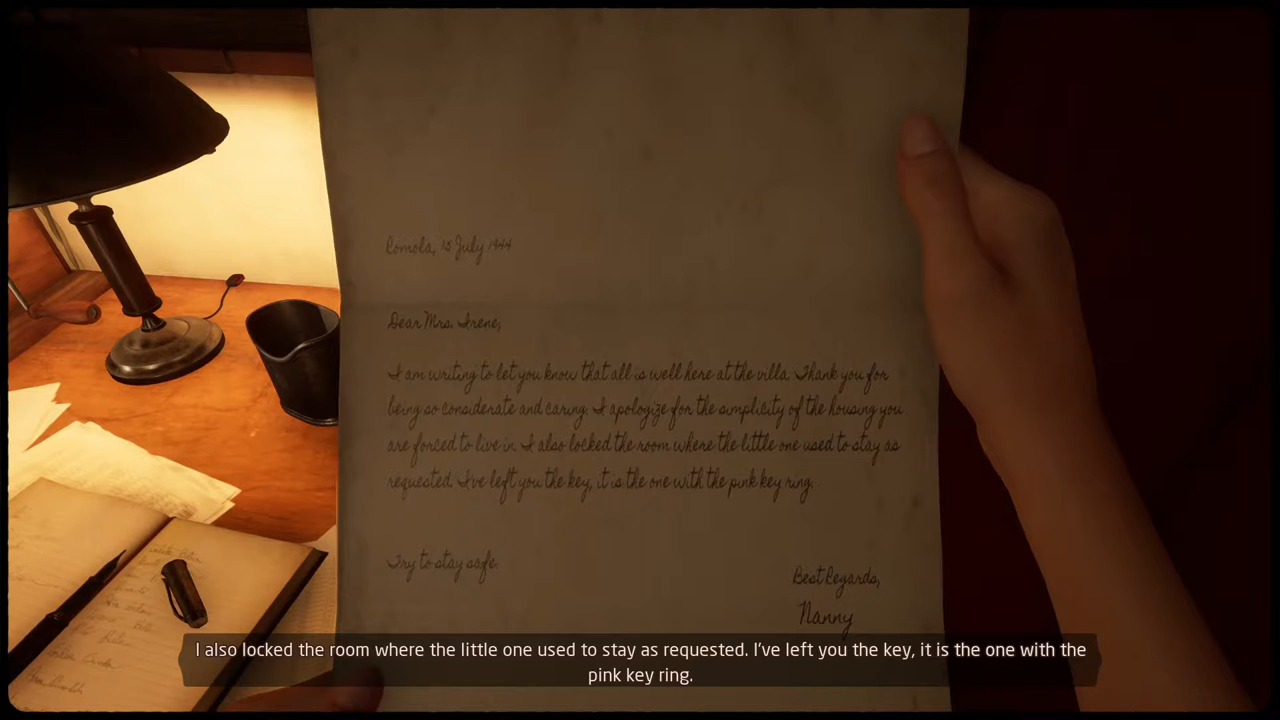 Romola, 15 July 1944
Dear Mrs. Irene,
I am writing to let you know that all is well here at the villa. Thank you for
being so considerate and caring. I apologize for the simplicity of the housing you
are forced to live in. I also locked the room where the little one used to stay as
requested. I've left you the key, it is the one with the pink key ring.
Try to stay safe.
Best Regards,
Nanny
I also locked the room where the little one used to stay as requested. I've left you the key, it is the one with the
pink key ring.